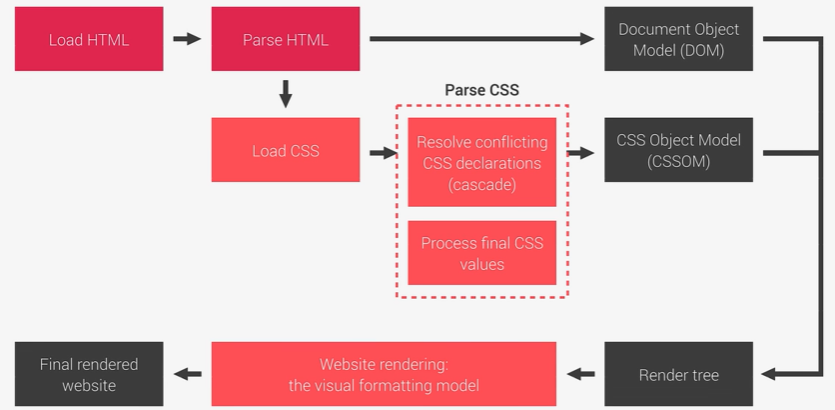 Load HTML
Parse HTML
Document Object
Model (DOM)
Parse CSS
Load CSS
Resolve conflicting
CSS declarations
(cascade)
CSS Object Model
(CSSOM)
Process final CSS
values
Final rendered
website
Website rendering:
the visual formatting model
Render tree